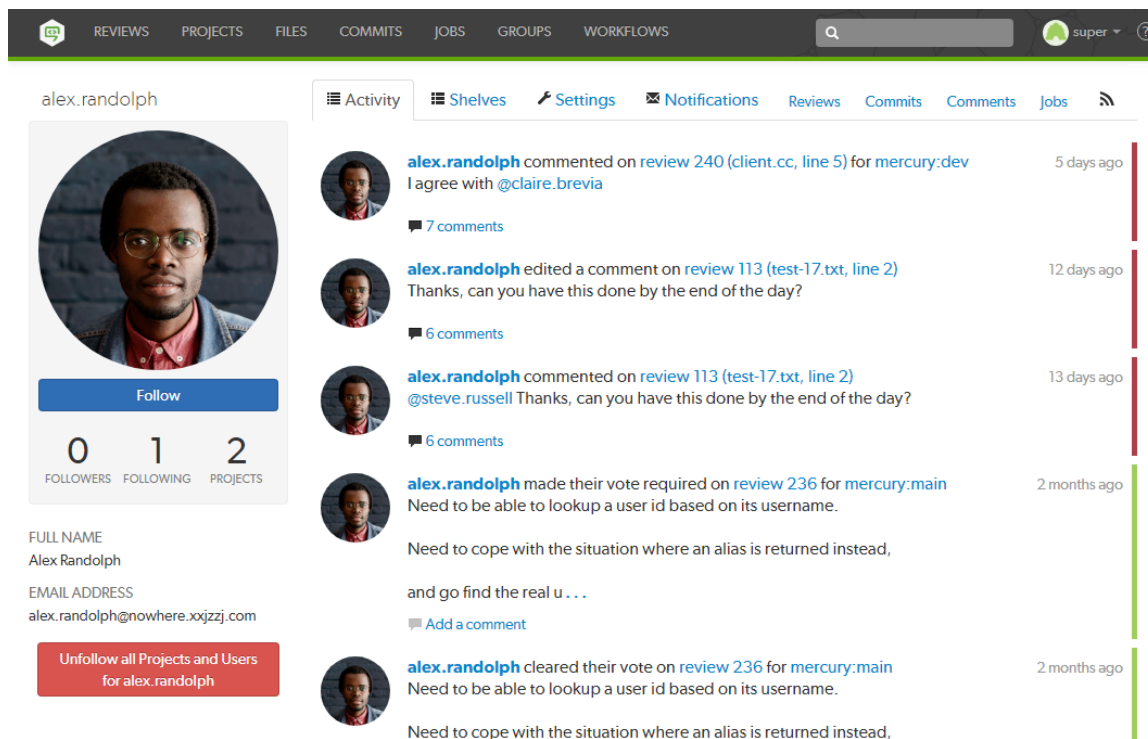 REVIEWS PROJECTS FILES COMMITS JOBS GROUPS WORKFLOWS super ?
alex.randolph
Activity Shelves Settings Notifications Reviews Commits Comments Jobs
alex.randolph commented on review 240 (client.cc, line 5) for mercury:dev 5 days ago
I agree with @claire.brevia
7 comments
alex.randolph edited a comment on review 113 (test-17.txt, line 2) 12 days ago
Thanks, can you have this done by the end of the day?
6 comments
Follow
alex.randolph commented on review 113 (test-17.txt, line 2) 13 days ago
@steve.russell Thanks, can you have this done by the end of the day?
6 comments
0 1 2
FOLLOWERS FOLLOWING PROJECTS
alex.randolph made their vote required on review 236 for mercury:main 2 months ago
Need to be able to lookup a user id based on its username.
Need to cope with the situation where an alias is returned instead,
and go find the real u . . .
Add a comment
FULL NAME
Alex Randolph
EMAIL ADDRESS
alex.randolph@nowhere.xxjzzj.com
Unfollow all Projects and Users
for alex.randolph
alex.randolph cleared their vote on review 236 for mercury:main 2 months ago
Need to be able to lookup a user id based on its username.
Need to cope with the situation where an alias is returned instead,